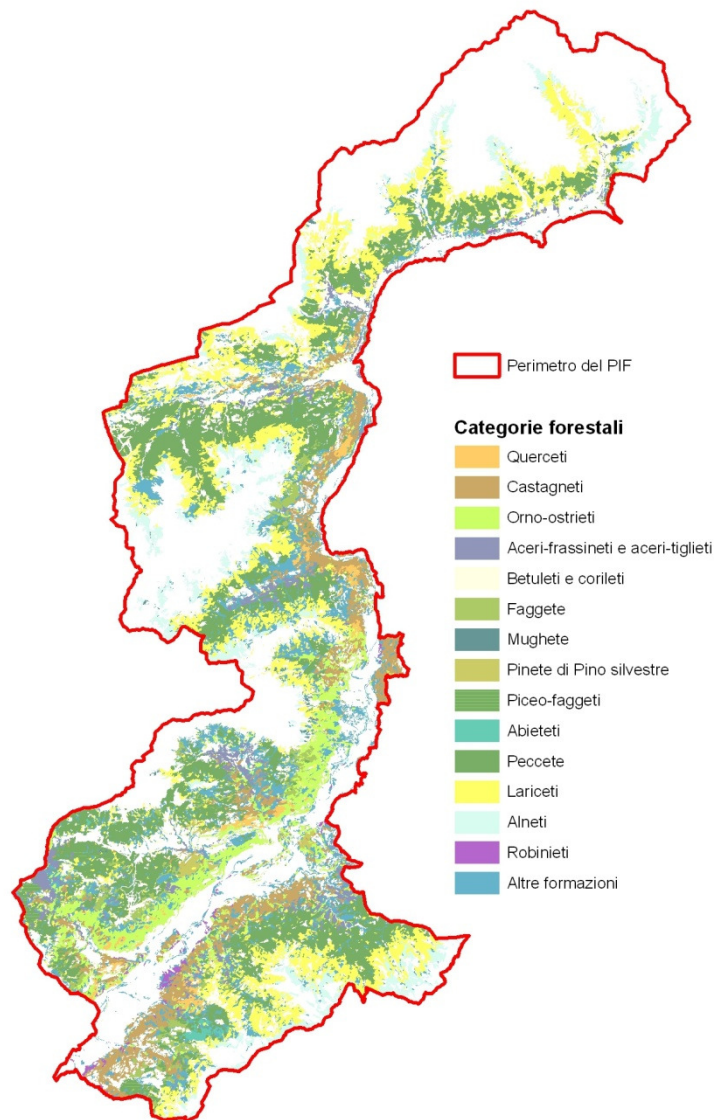 Perimetro del PIF
Categorie forestali
Querceti
Castagneti
Orno-ostrieti
Aceri-frassineti e aceri-tiglieti
Betuleti e corileti
Faggete
Mughete
Pinete di Pino silvestre
Piceo-faggeti
Abieteti
Peccete
Lariceti
Alneti
Robinieti
Altre formazioni